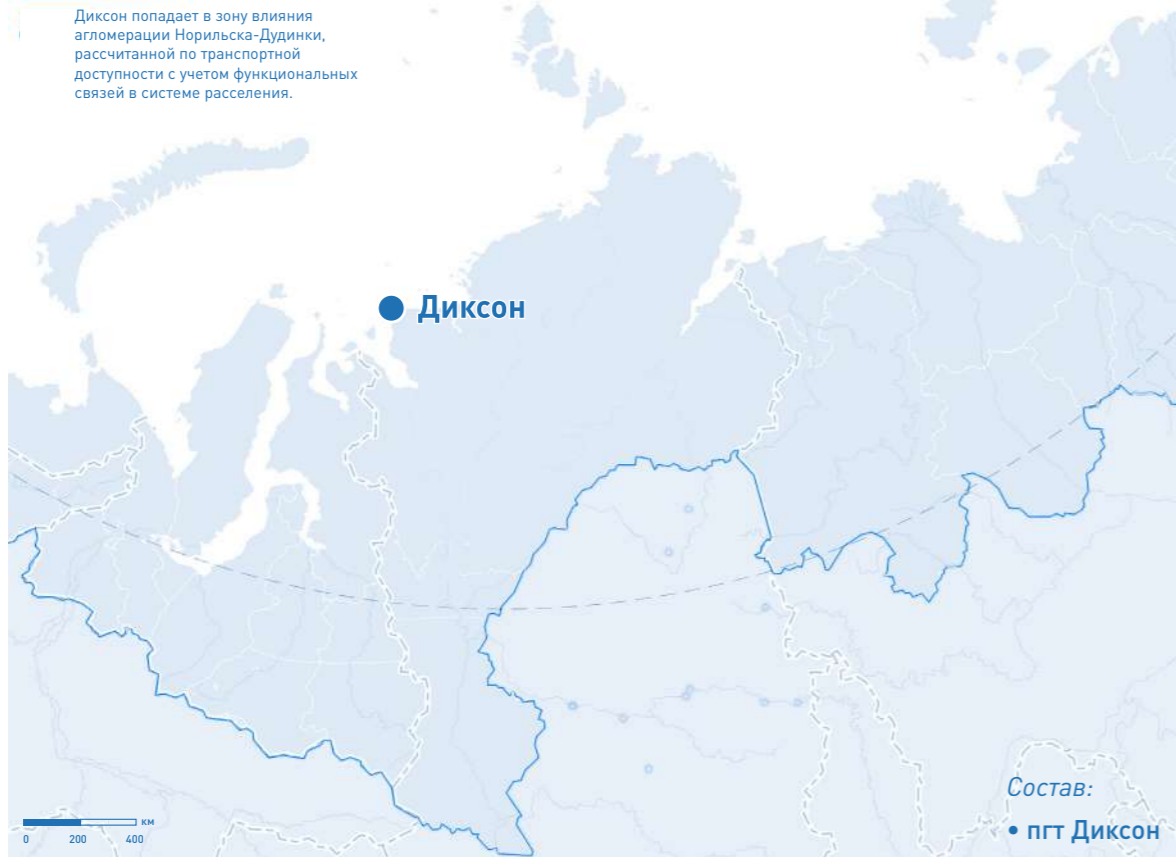 Диксон попадает в зону влияния
агломерации Норильска-Дудинки,
рассчитанной по транспортной
доступности с учетом функциональных
связей в системе расселения.
Диксон
Состав:
• пгт Диксон
км
0 200 400